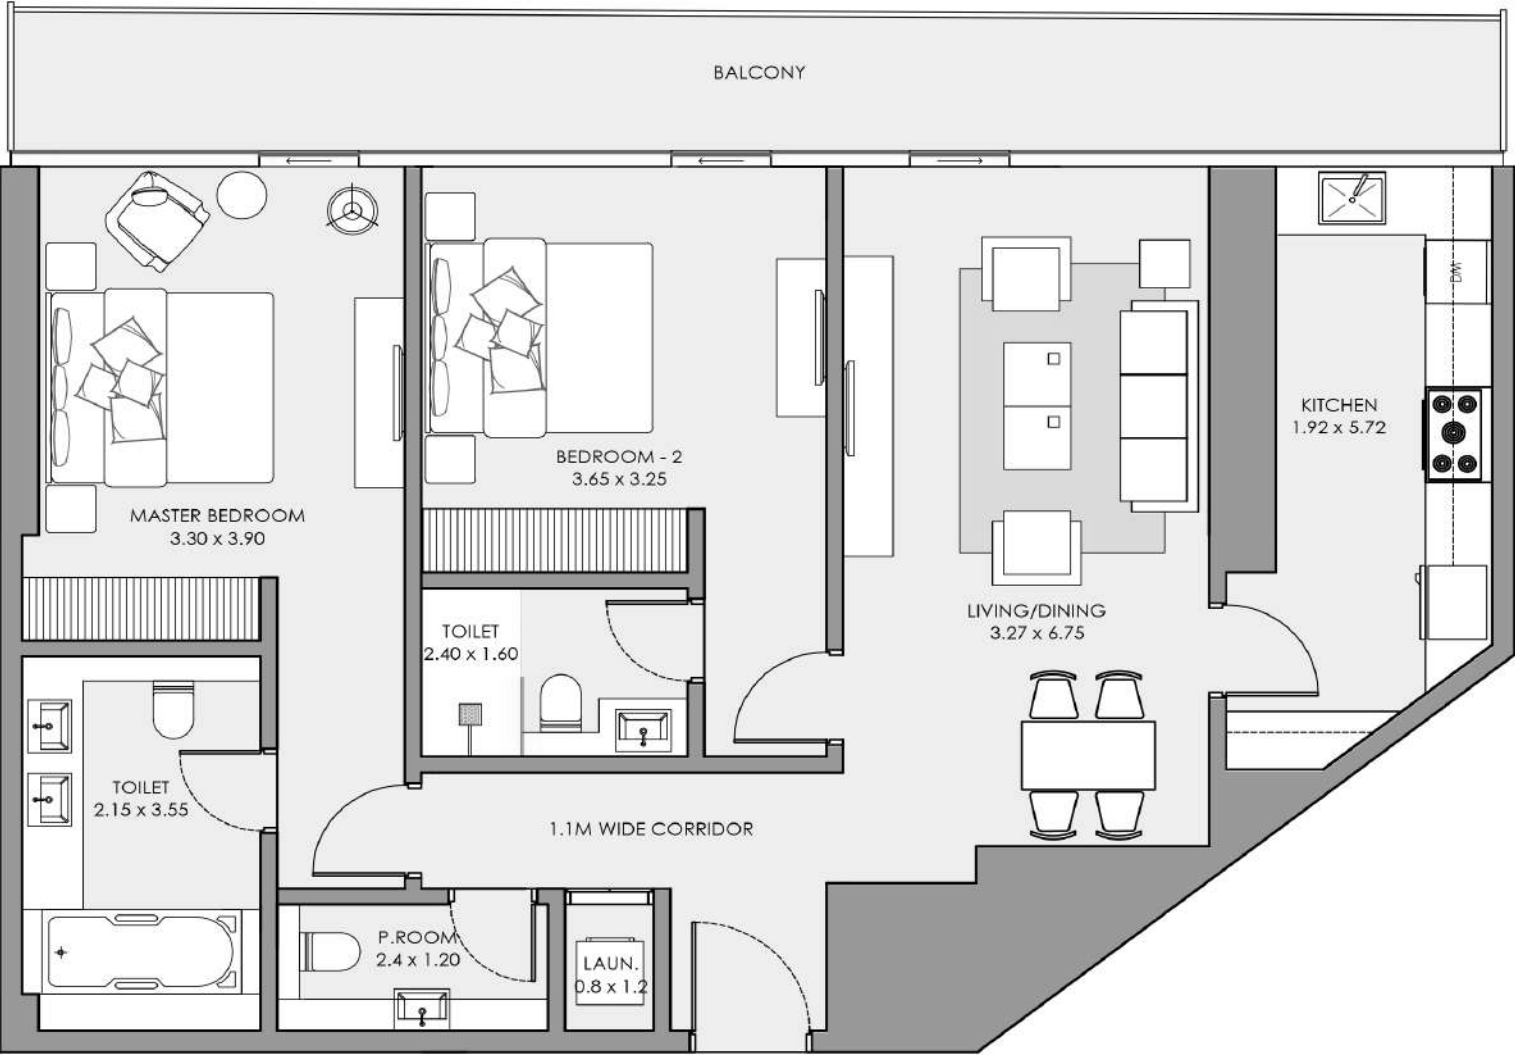 BALCONY
DW
KITCHEN
1.92 x 5.72
BEDROOM - 2
3.65 x 3.25
MASTER BEDROOM
3.30 x 3.90
LIVING/DINING
3.27 x 6.75
TOILET
2.40 x 1.60
TOILET
2.15 x 3.55
1.1M WIDE CORRIDOR
P.ROOM
2.4 x 1.20
LAUN.
0.8 x 1.2